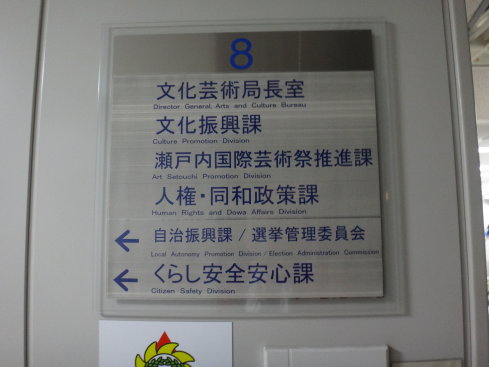 8
文化芸術局長室
Director General, Arts and Culture Bureau
文化振興課
Culture Promotion Division
瀬戸内国際芸術祭推進課
Art Setouchi Promotion Division
人権・同和政策課
Human Rights and Dowa Affairs Division
← 自治振興課 / 選挙管理委員会
Local Autonomy Promotion Division / Election Administration Commission
← くらし安全安心課
Citizen Safety Division